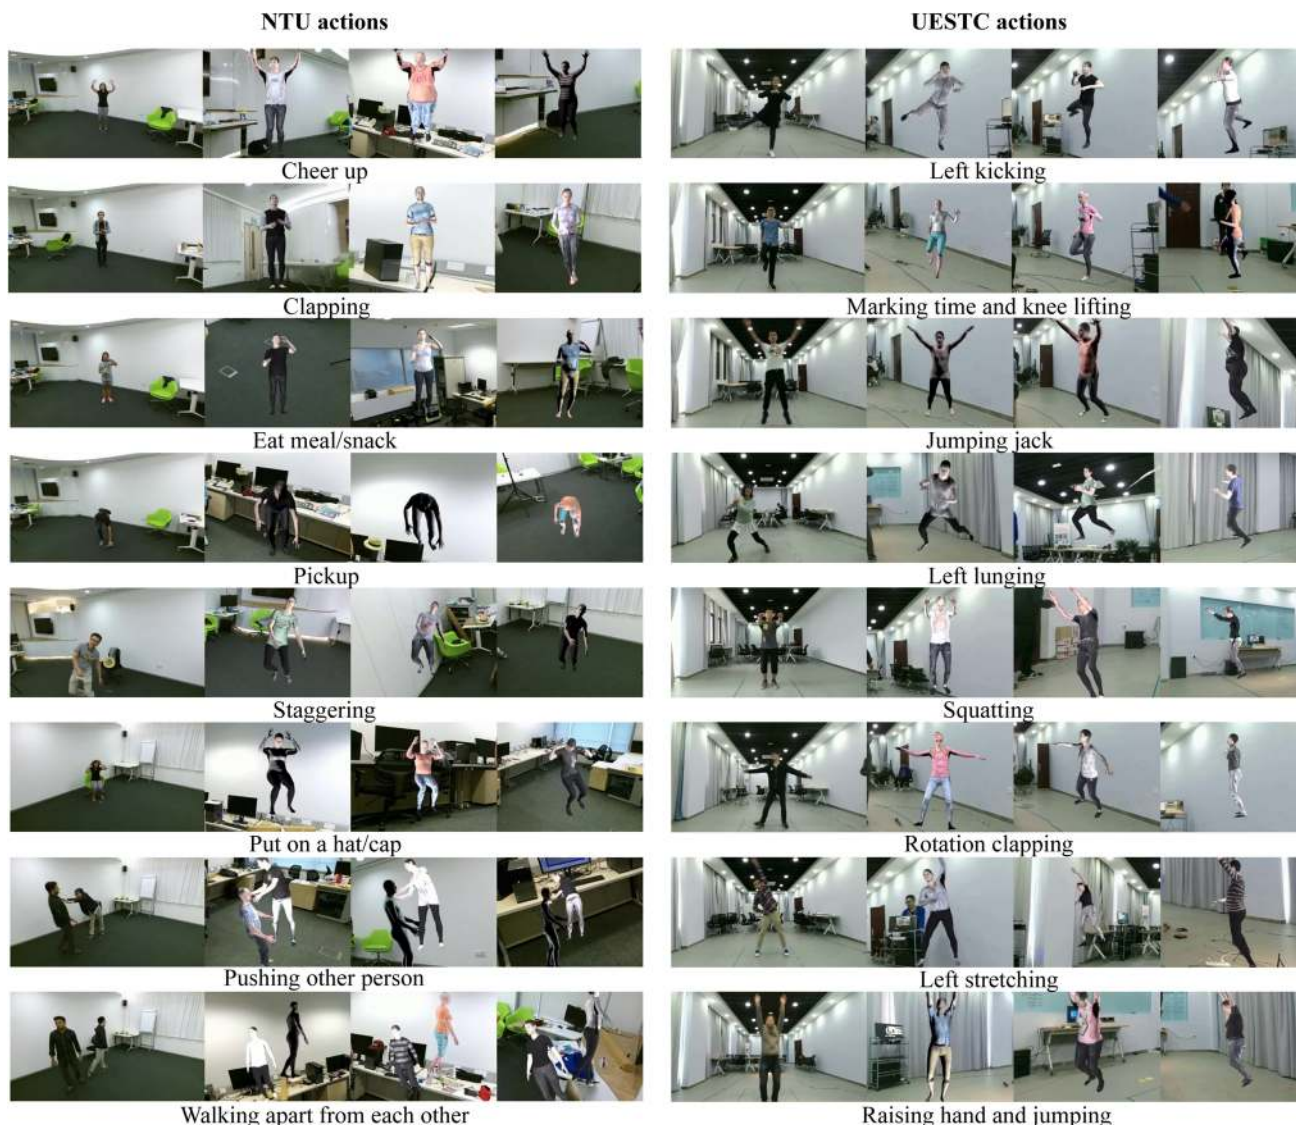 NTU actions
UESTC actions
Cheer up
Left kicking
Clapping
Marking time and knee lifting
Eat meal/snack
Jumping jack
Pickup
Left lunging
Staggering
Squatting
Put on a hat/cap
Rotation clapping
Pushing other person
Left stretching
Walking apart from each other
Raising hand and jumping